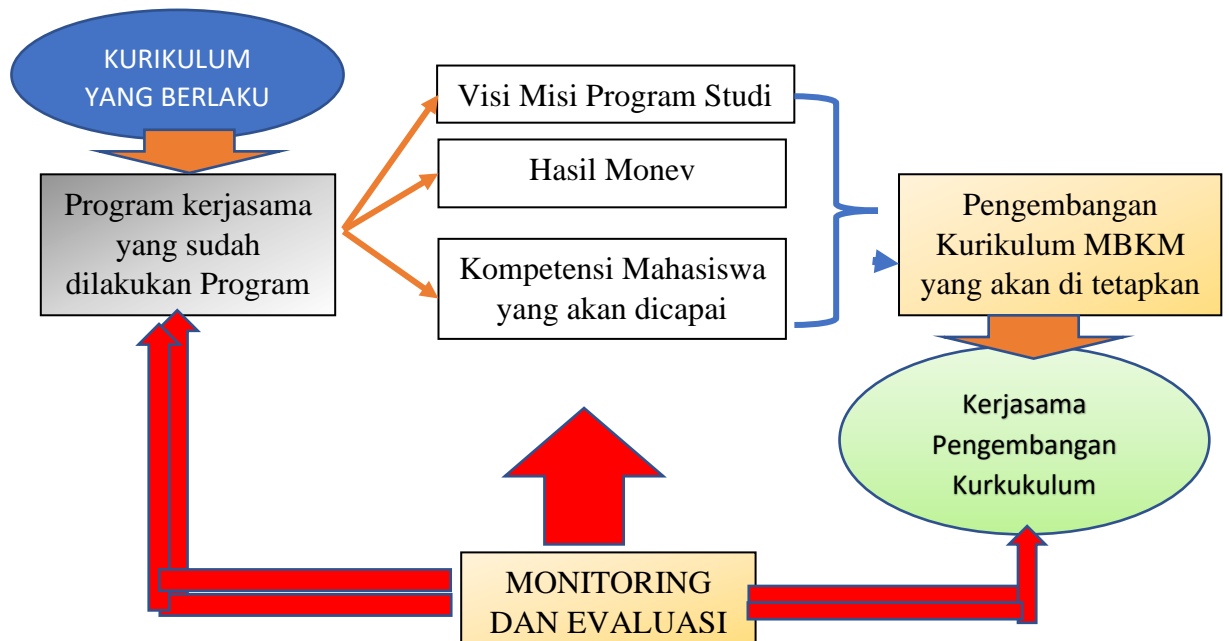 KURIKULUM
YANG BERLAKU
Visi Misi Program Studi
Hasil Monev
Program kerjasama
yang sudah
dilakukan Program
Kompetensi Mahasiswa
yang akan dicapai
Pengembangan
Kurikulum MBKM
yang akan di tetapkan
Kerjasama
Pengembangan
Kurkukulum
MONITORING
DAN EVALUASI